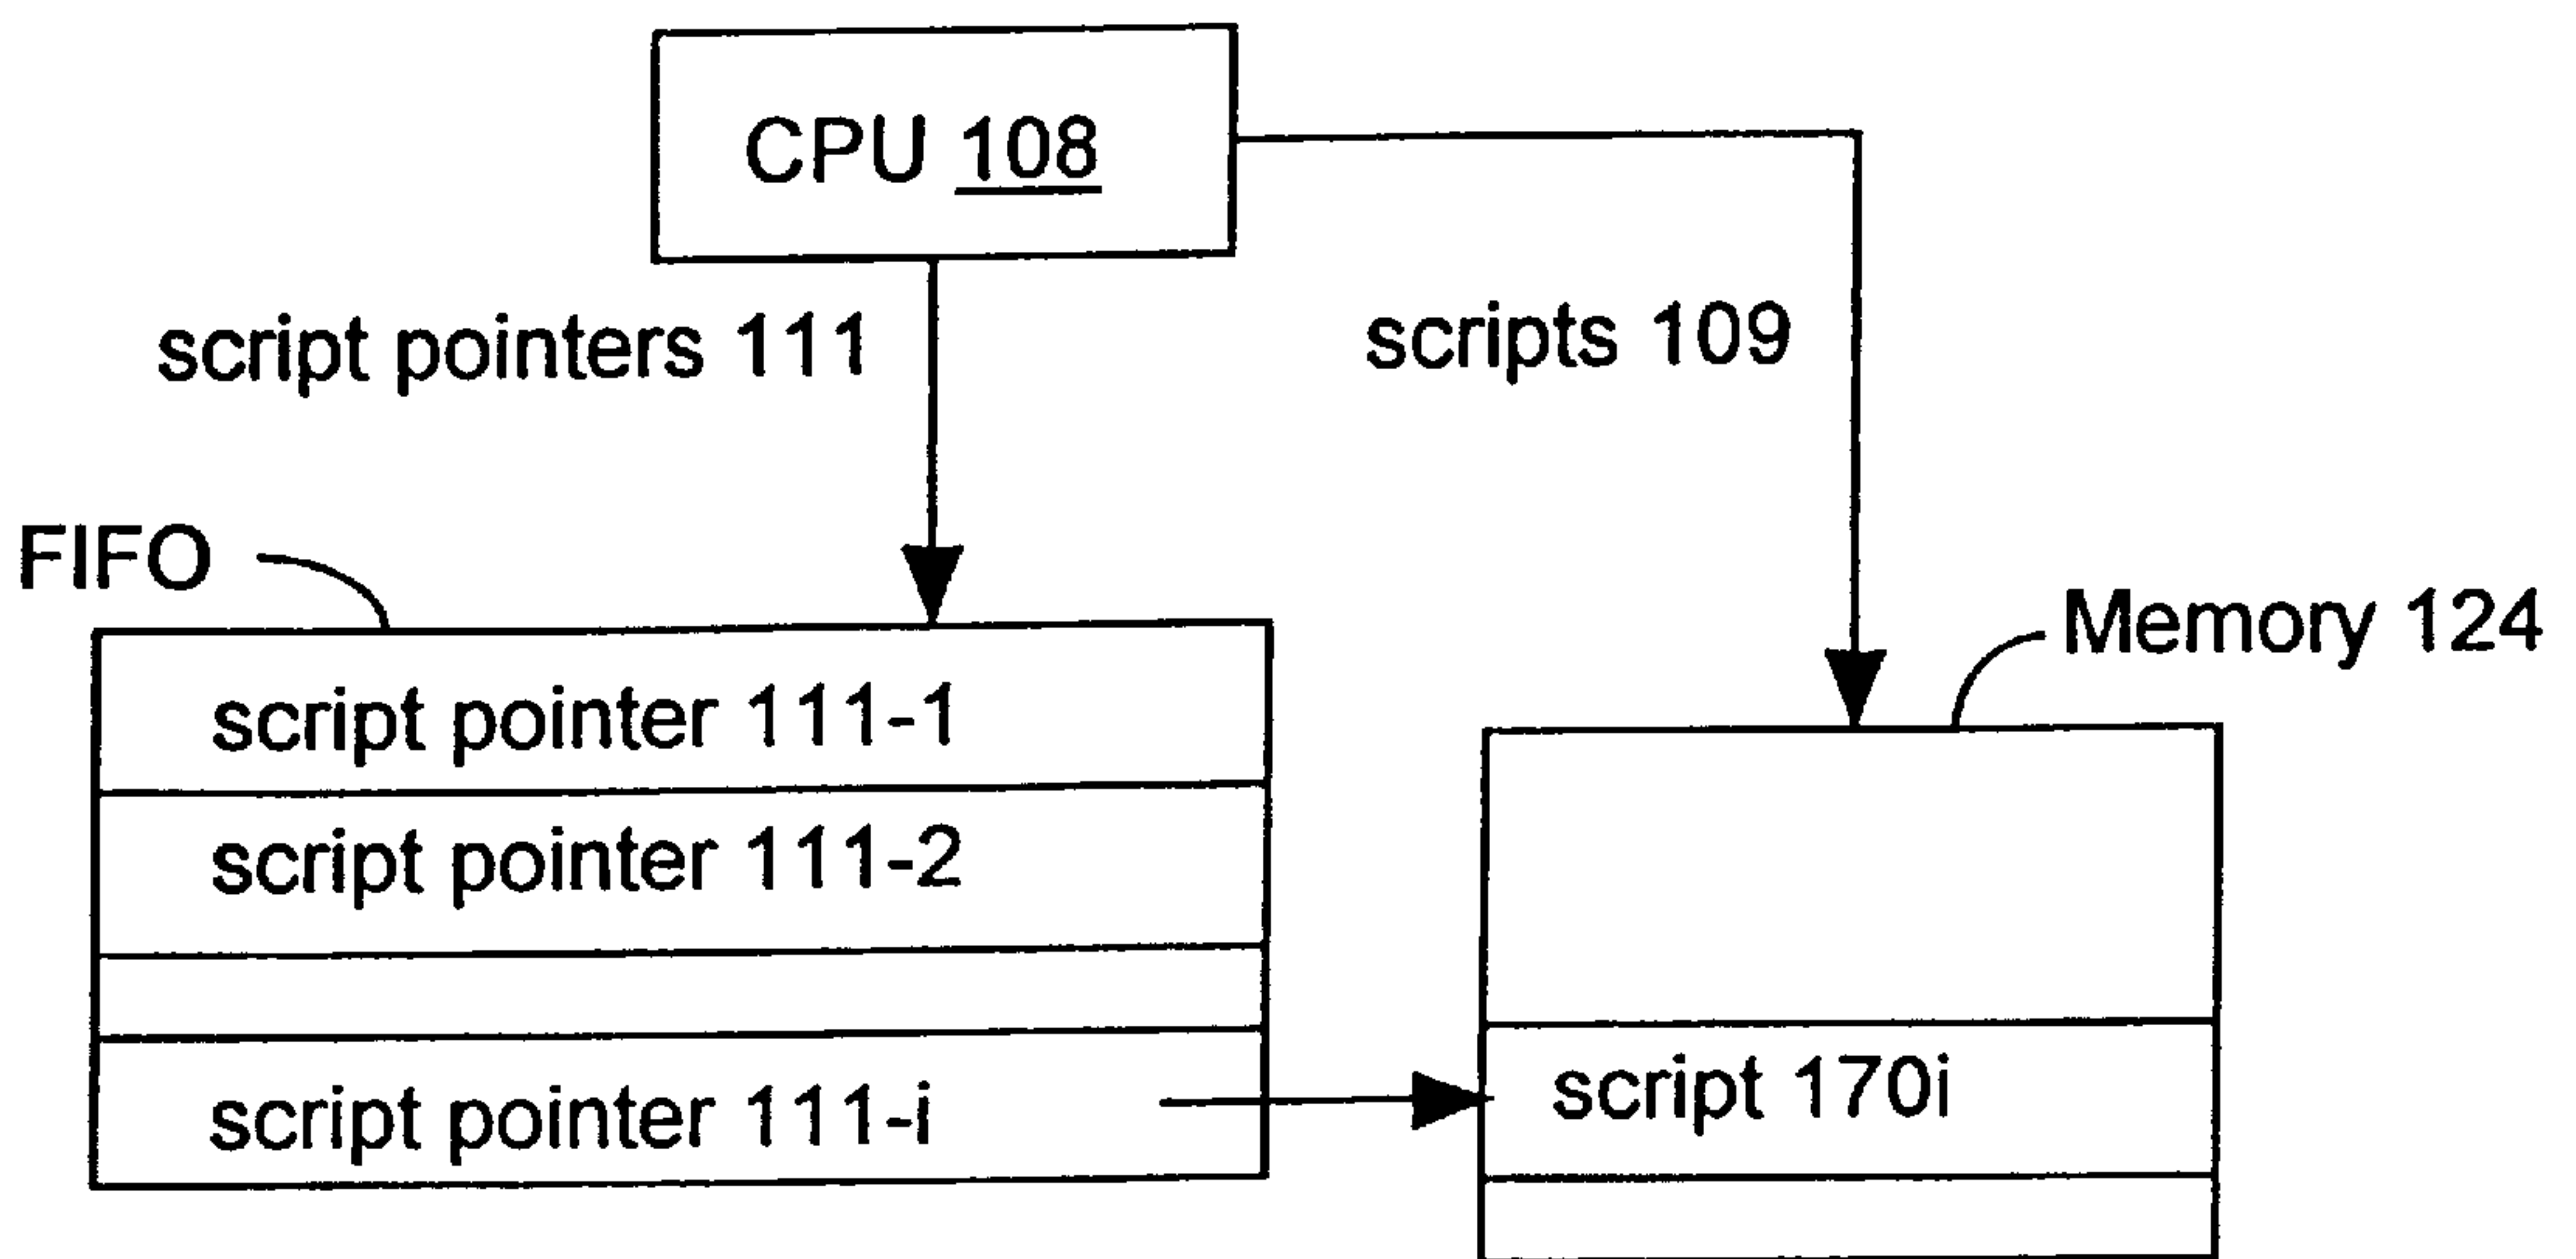 CPU 108
script pointers 111
scripts 109
FIFO
Memory 124
script pointer 111-1
script pointer 111-2
script pointer 111-i
script 170i